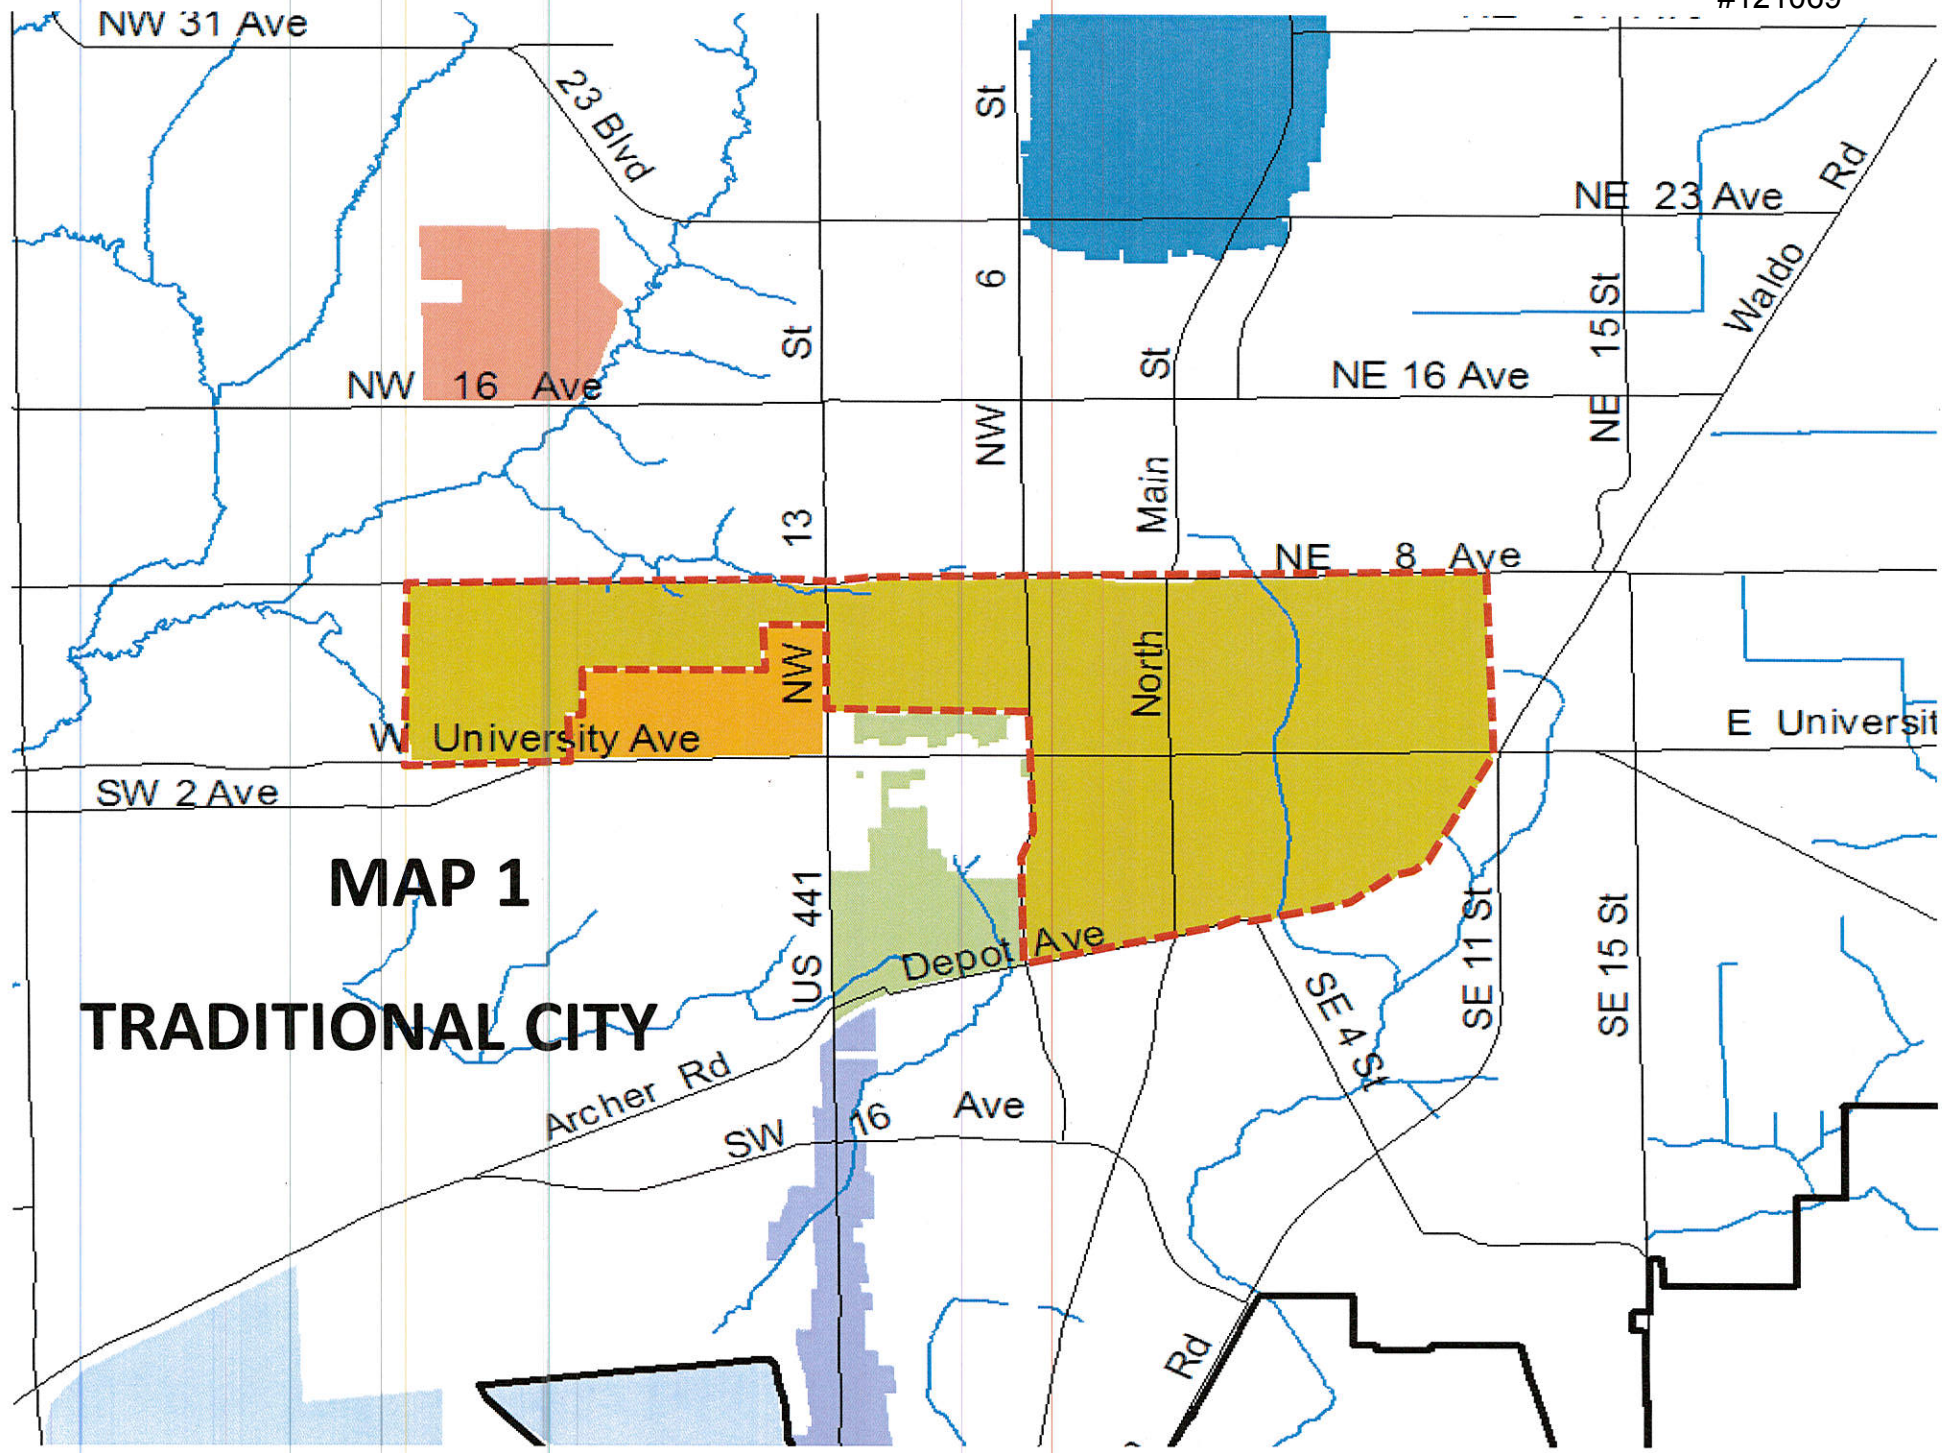 #121069
NW 31 Ave
23 Blvd
St
NE 23 Ave
Rd
6
15 St
Waldo
St
St
NW 16 Ave
NE 16 Ave
NW
NE
Main
13
NE 8 Ave
NW
North
W University Ave
E Universit
SW 2 Ave
MAP 1
US 441
Depot Ave
SE 11 St
SE 15 St
TRADITIONAL CITY
SE 4 St
Archer Rd
SW 16 Ave
Rd